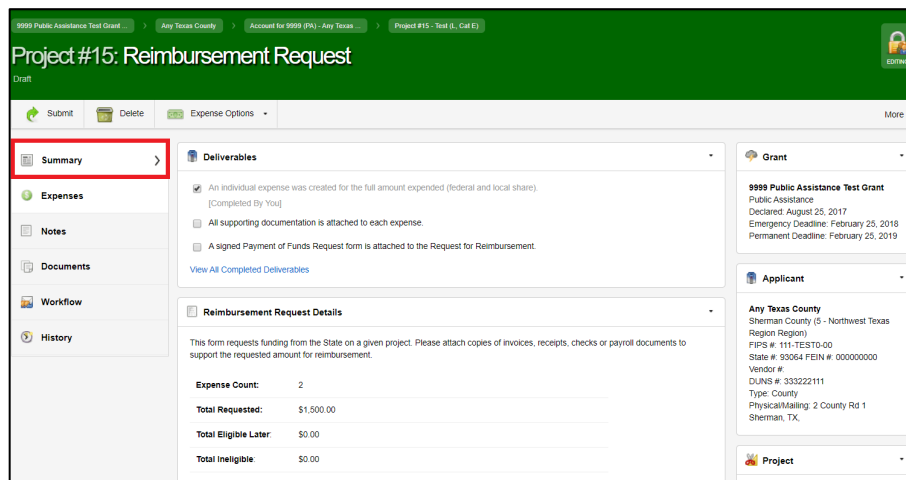 9999 Public Assistance Test Grant ...
Any Texas County
Account for 9999 (PA) - Any Texas ...
Project #15 - Test (L, Cat E)
Project #15: Reimbursement Request
Draft
EDITING
Submit
Delete
Expense Options
More
Summary
Expenses
Notes
Documents
Workflow
History
Deliverables
An individual expense was created for the full amount expended (federal and local share).
[Completed By You]
All supporting documentation is attached to each expense.
A signed Payment of Funds Request form is attached to the Request for Reimbursement.
View All Completed Deliverables
Reimbursement Request Details
This form requests funding from the State on a given project. Please attach copies of invoices, receipts, checks or payroll documents to
support the requested amount for reimbursement.
Expense Count: 2
Total Requested: $1,500.00
Total Eligible Later: $0.00
Total Ineligible: $0.00
Grant
9999 Public Assistance Test Grant
Public Assistance
Declared: August 25, 2017
Emergency Deadline: February 25, 2018
Permanent Deadline: February 25, 2019
Applicant
Any Texas County
Sherman County (5 - Northwest Texas
Region Region)
FIPS #: 111-TEST0-00
State #: 93064 FEIN #: 000000000
Vendor #:
DUNS #: 333222111
Type: County
Physical/Mailing: 2 County Rd 1
Sherman, TX,
Project